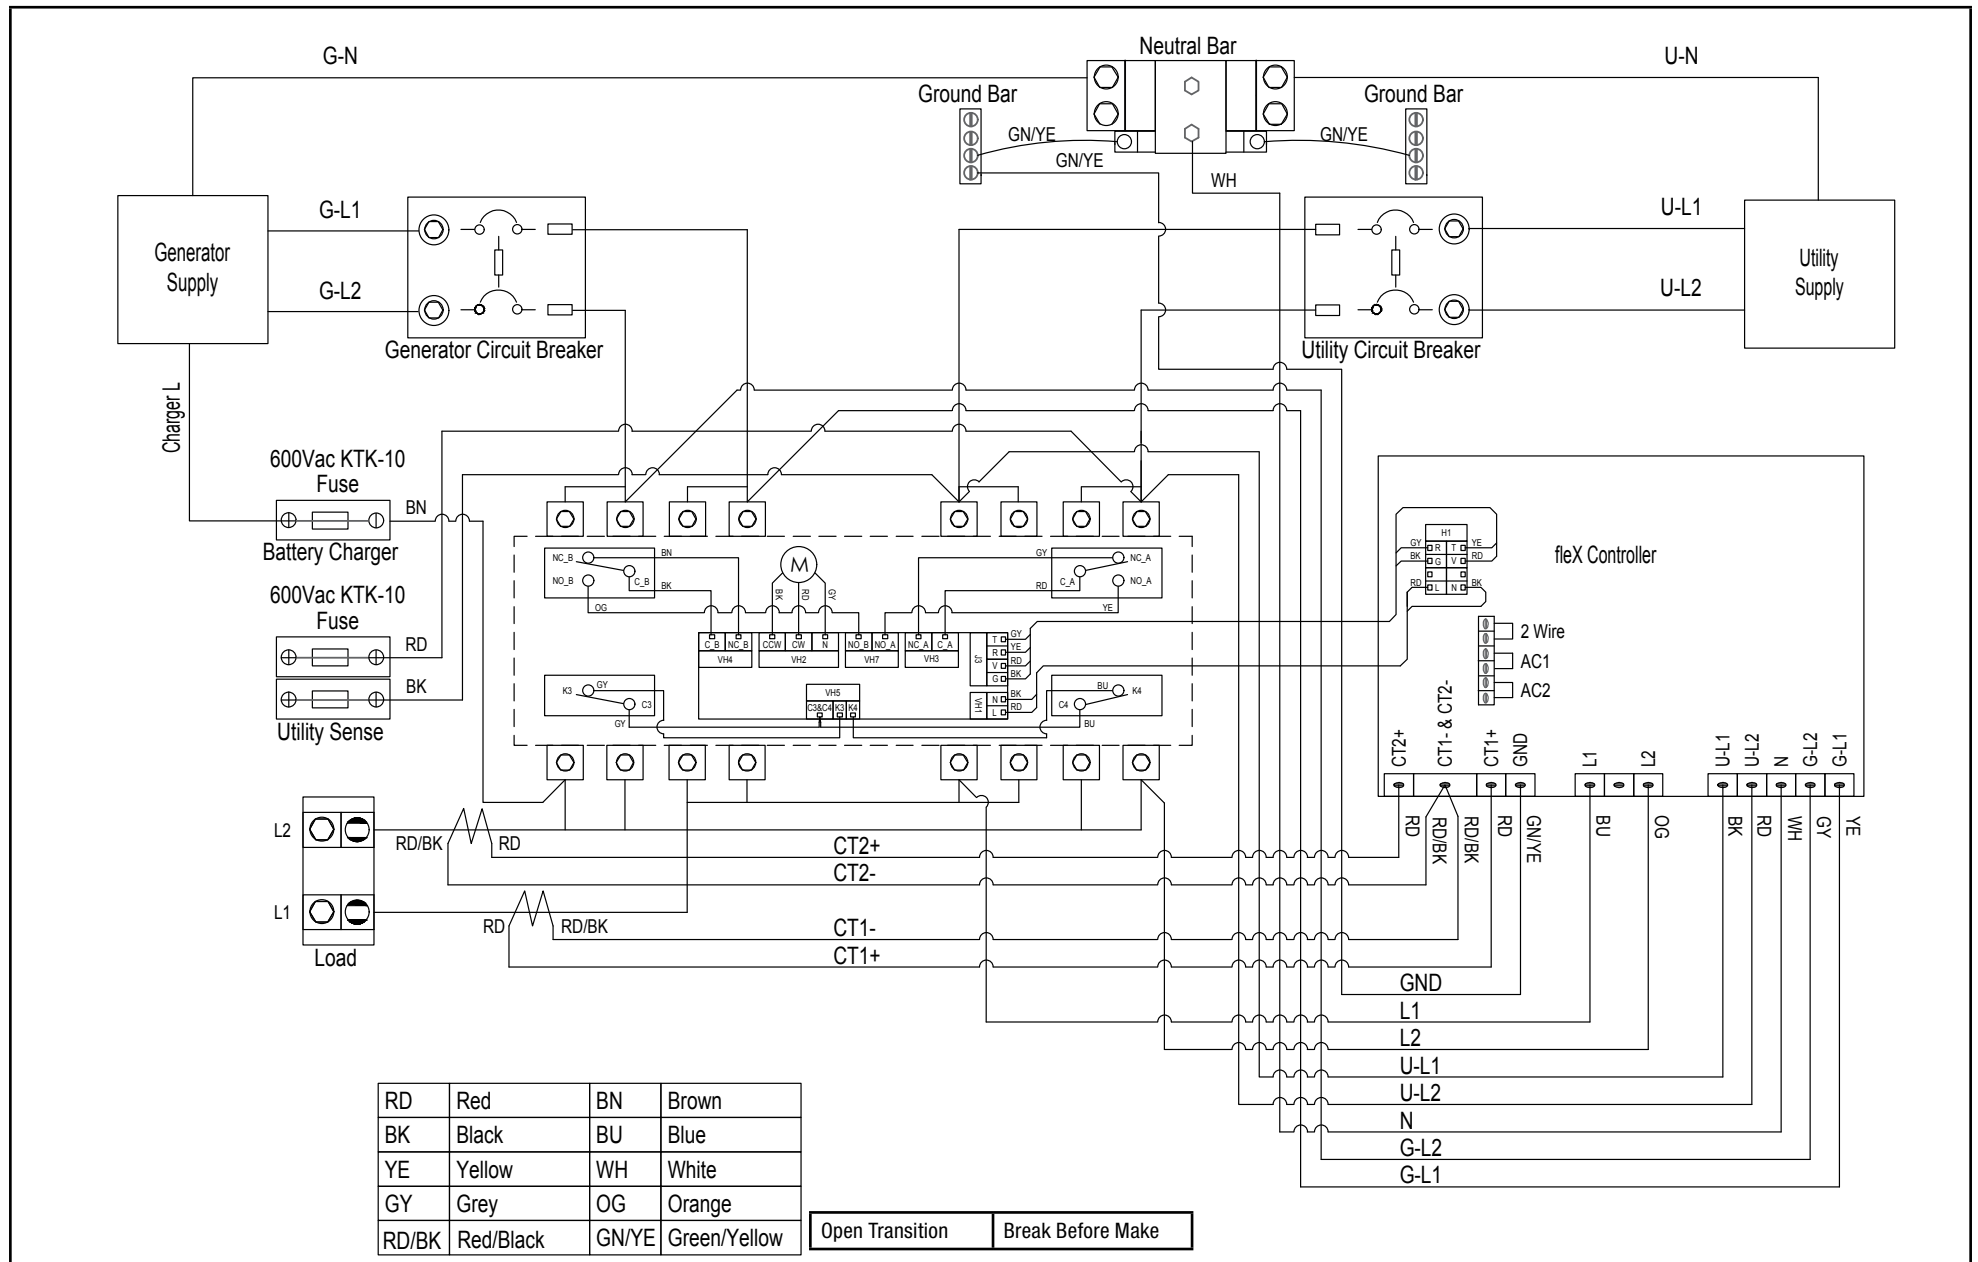 G-N
Neutral Bar
U-N
Ground Bar
Ground Bar
GN/YE
GN/YE
GN/YE
WH
G-L1
U-L1
Generator
Supply
Utility
Supply
G-L2
U-L2
Generator Circuit Breaker
Utility Circuit Breaker
Charger L
600Vac KTK-10
Fuse
BN
Battery Charger
600Vac KTK-10
Fuse
RD
BK
Utility Sense
NC_B
NO_B
C_B
BN
BK
OG
M
BK
RD
GY
GY
RD
YE
NC_A
NO_A
C_A
C_B
NC_B
VH4
CCW
CW
N
VH2
NO_B
NO_A
VH7
NC_A
C_A
VH3
J3
T
R
V
G
GY
YE
RD
BK
VH1
N
L
BK
RD
K3
GY
C3
GY
VH5
C3&C4
K3
K4
BU
K4
C4
BU
fleX Controller
H1
GY
R
T
YE
BK
G
V
RD
RD
L
N
BK
2 Wire
AC1
AC2
CT2+
CT1- & CT2-
CT1+
GND
L1
L2
U-L1
U-L2
N
G-L2
G-L1
RD
RD/BK
RD/BK
RD
GN/YE
BU
OG
BK
RD
WH
GY
YE
L2
RD/BK
RD
CT2+
CT2-
L1
RD
RD/BK
CT1-
CT1+
Load
GND
L1
L2
U-L1
U-L2
N
G-L2
G-L1
RD Red BN Brown
BK Black BU Blue
YE Yellow WH White
GY Grey OG Orange
RD/BK Red/Black GN/YE Green/Yellow
Open Transition Break Before Make